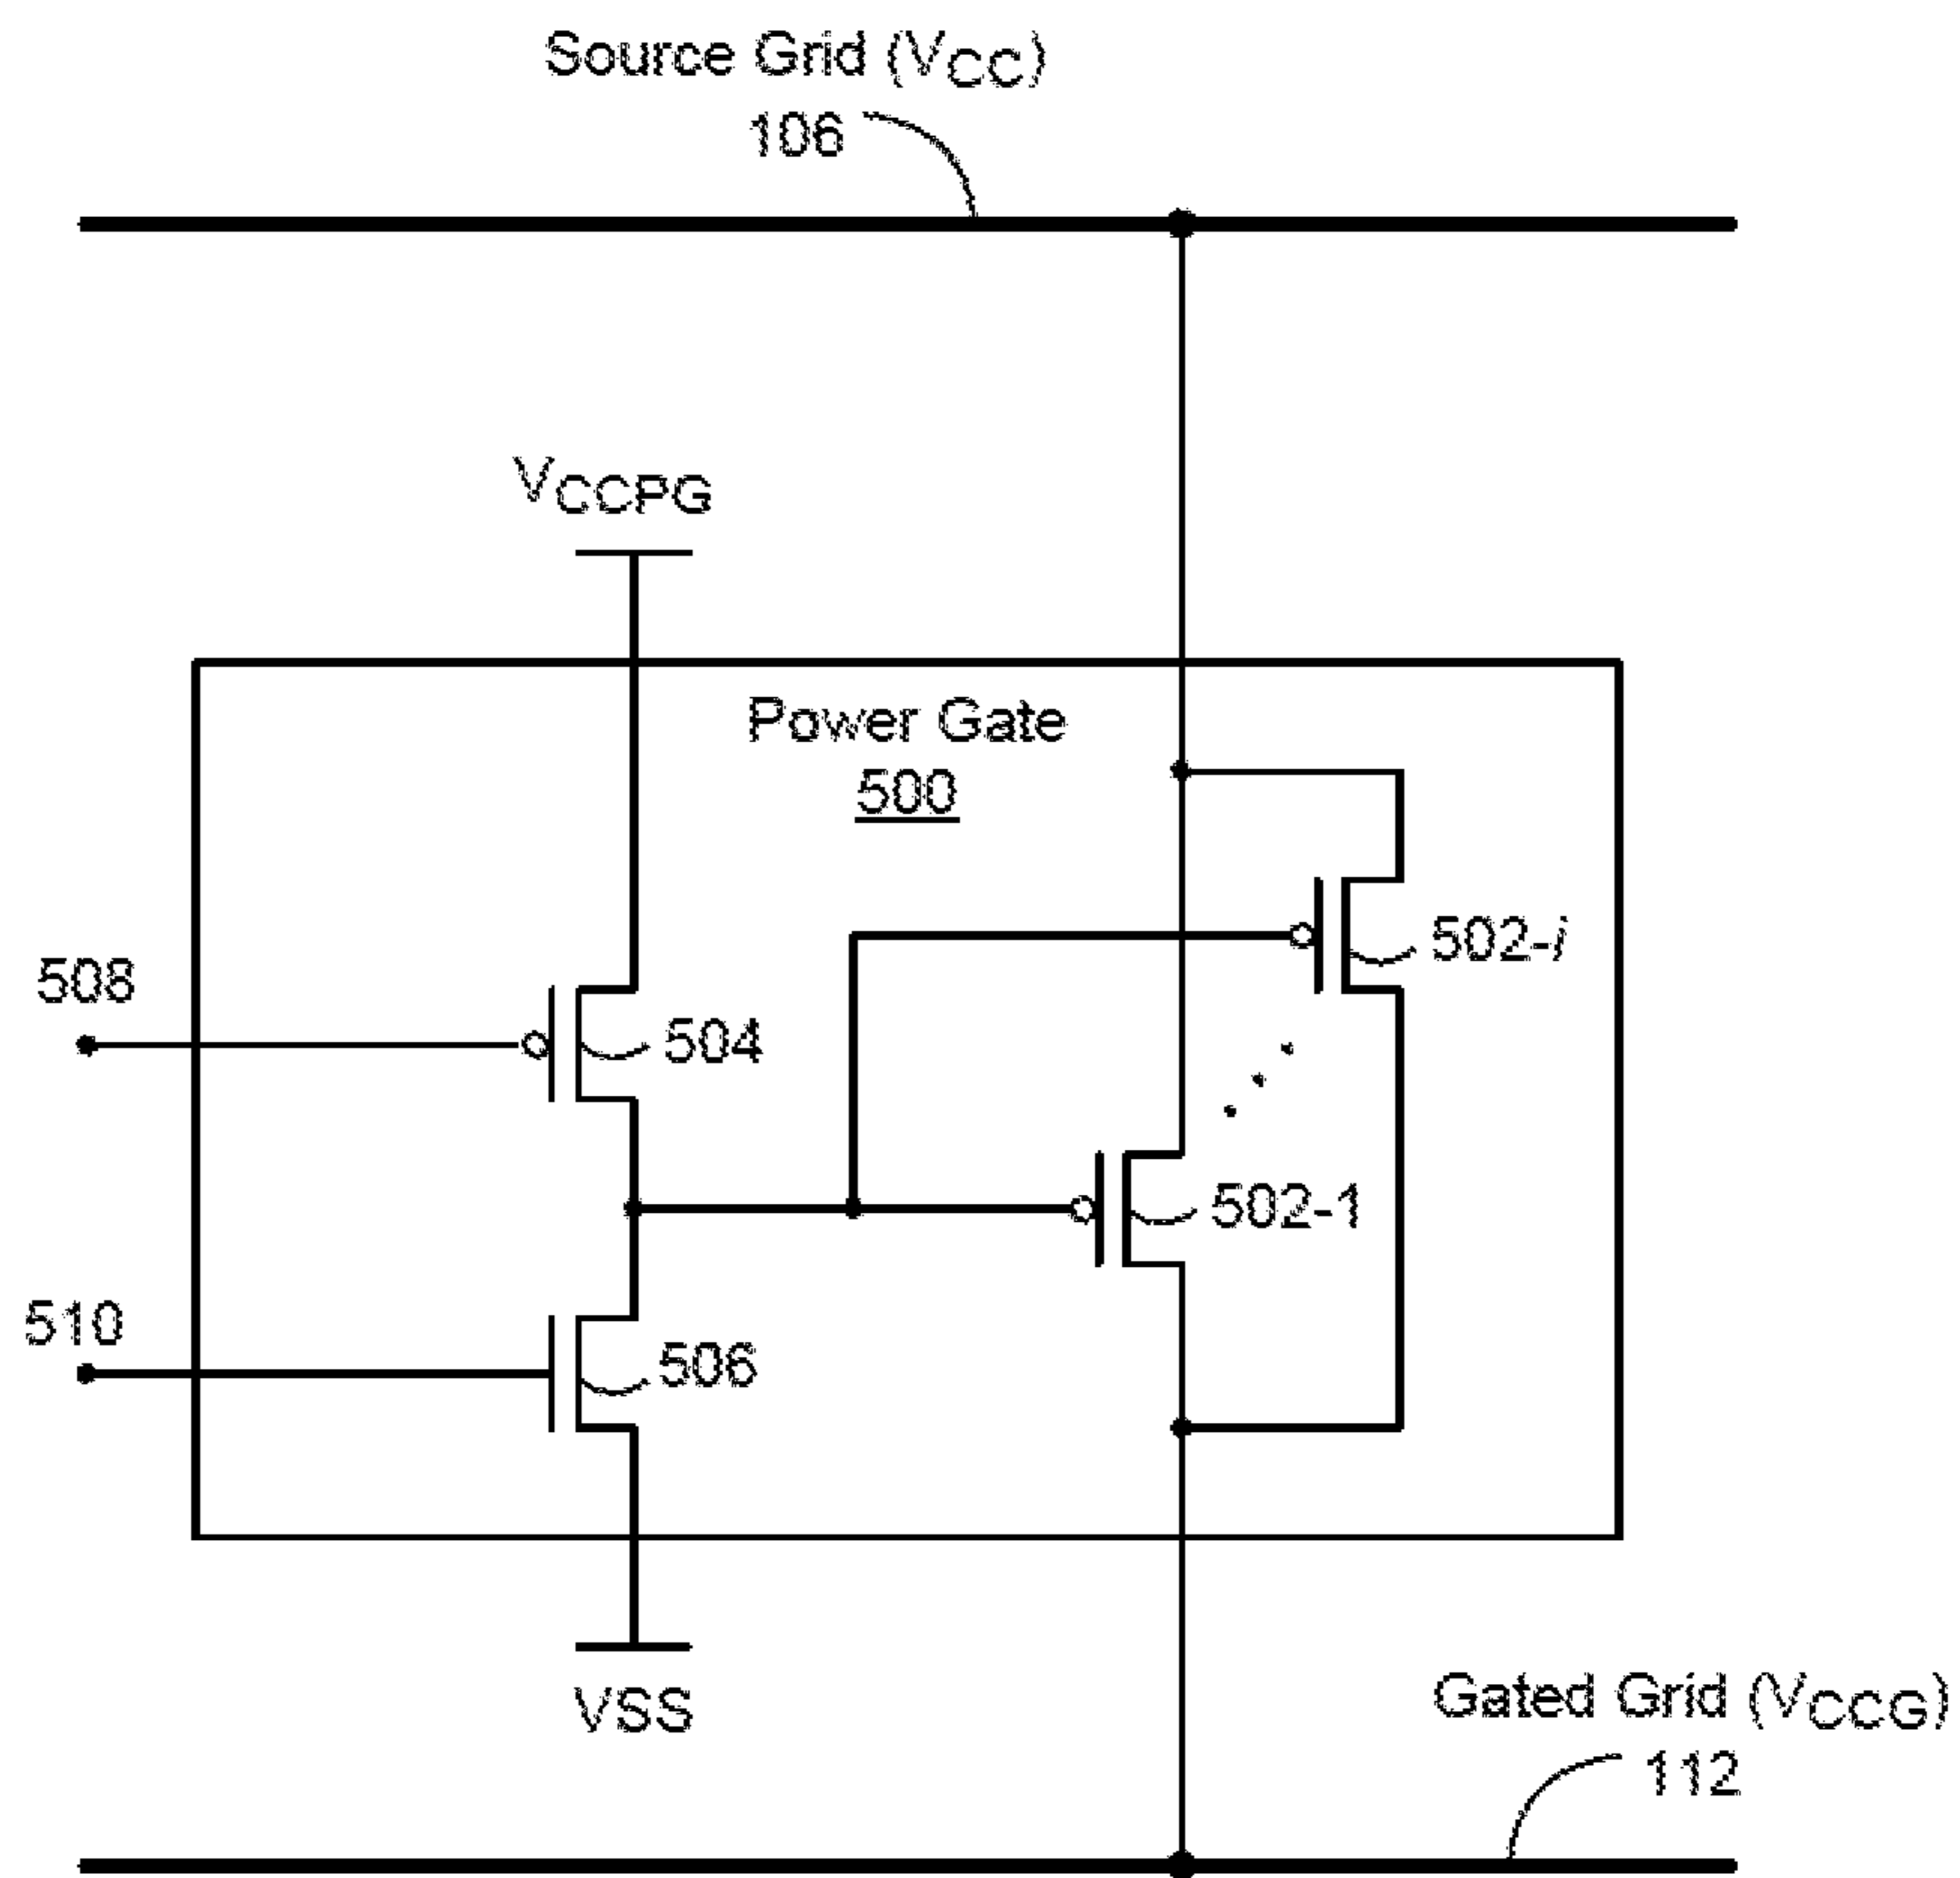 Source Grid (VCC)
106
VCCPG
Power Gate
500
502-i
508
504
502-1
510
506
VSS
Gated Grid (VCCG)
112